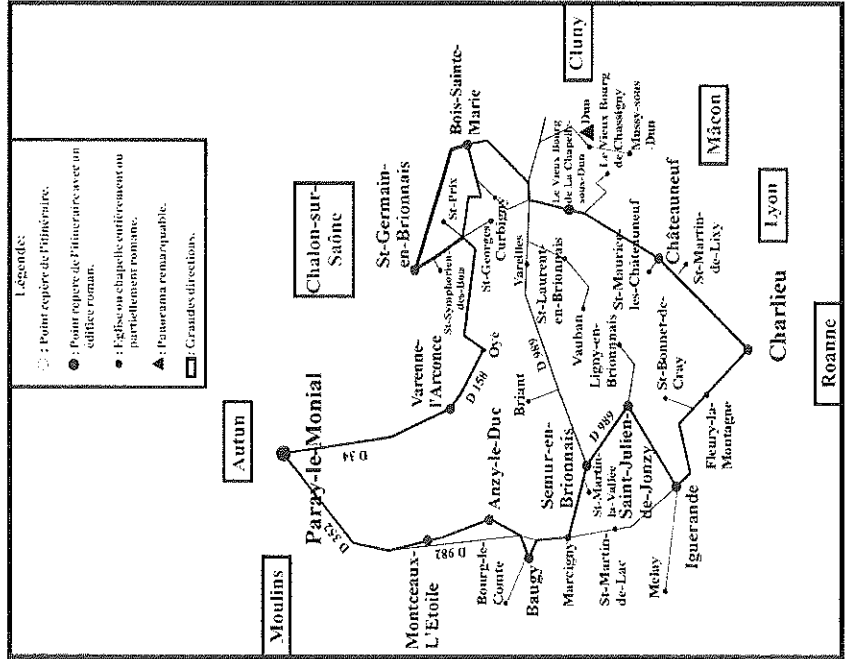 Légende:
: Point repère de l'itinéraire.
: Point repère de l'itinéraire avec un
édifice roman.
: Eglise ou chapelle entièrement ou
partiellement romane.
: Panorama remarquable.
: Grandes directions.
Autun
Moulins
Chalon-sur-
Saône
Cluny
Mâcon
Lyon
Roanne
Paray-le-Monial
D 34
D 352
Varenne-
l'Arconce
D 158
Oyé
St-Germain-
en-Brionnais
Bois-Sainte-
Marie
St-Prix
St-Symphorien-
des-Bois
St-Georges
Curbigny
Montceaux-
L'Etoile
D 982
Anzy-le-Duc
Bourg-le-
Comte
Baugy
Marcigny
Semur-en-
Brionnais
St-Martin-
la-Vallée
Saint-Julien-
de-Jonzy
D 989
Briant
D 989
Vareilles
St-Laurent-
en-Brionnais
Vauban
Ligny-en-
Brionnnais
Le Vieux Bourg
de La Chapelle-
sous-Dun
Dun
Le Vieux Bourg
de Chassigny
Mussy-sous
-Dun
St-Maurice-
les-Châteauneuf
Châteauneuf
St-Martin-
de-Lixy
St-Bonnet-de-
Cray
Fleury-la-
Montagne
Charlieu
St-Martin-
de-Lac
Melay
Iguerande